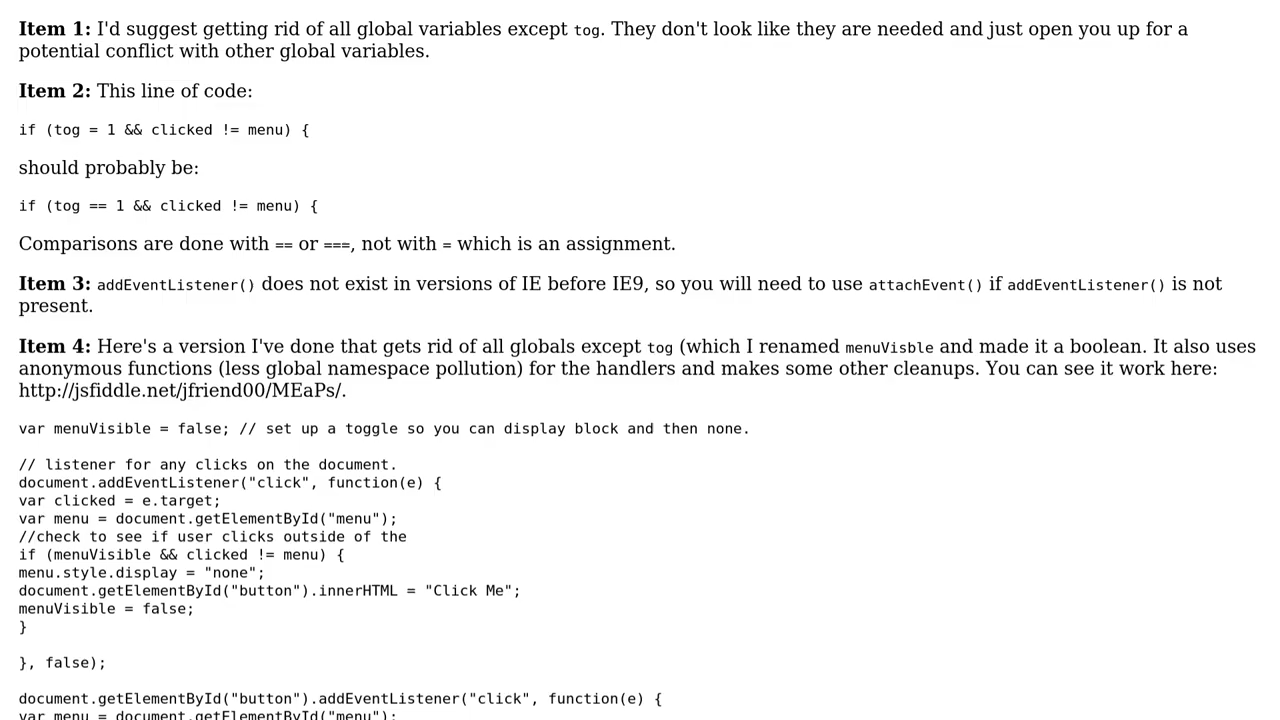 Item 1: I'd suggest getting rid of all global variables except tog. They don't look like they are needed and just open you up for a
potential conflict with other global variables.
Item 2: This line of code:
if (tog = 1 && clicked != menu) {
should probably be:
if (tog == 1 && clicked != menu) {
Comparisons are done with == or ===, not with = which is an assignment.
Item 3: addEventListener() does not exist in versions of IE before IE9, so you will need to use attachEvent() if addEventListener() is not
present.
Item 4: Here's a version I've done that gets rid of all globals except tog (which I renamed menuVisble and made it a boolean. It also uses
anonymous functions (less global namespace pollution) for the handlers and makes some other cleanups. You can see it work here:
http://jsfiddle.net/jfriend00/MEaPs/.
var menuVisible = false; // set up a toggle so you can display block and then none.
// listener for any clicks on the document.
document.addEventListener("click", function(e) {
var clicked = e.target;
var menu = document.getElementById("menu");
//check to see if user clicks outside of the
if (menuVisible && clicked != menu) {
menu.style.display = "none";
document.getElementById("button").innerHTML = "Click Me";
menuVisible = false;
}
}, false);
document.getElementById("button").addEventListener("click", function(e) {
var menu = document.getElementById("menu");